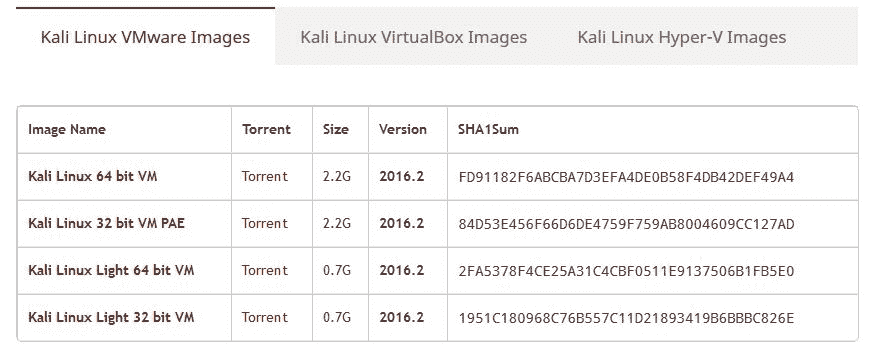 Kali Linux VMware Images Kali Linux VirtualBox Images Kali Linux Hyper-V Images
Image Name Torrent Size Version SHA1Sum
Kali Linux 64 bit VM Torrent 2.2G 2016.2 FD91182F6ABCBA7D3EFA4DE0B58F4DB42DEF49A4
Kali Linux 32 bit VM PAE Torrent 2.2G 2016.2 84D53E456F66D6DE4759F759AB8004609CC127AD
Kali Linux Light 64 bit VM Torrent 0.7G 2016.2 2FA5378F4CE25A31C4CBF0511E9137506B1FB5E0
Kali Linux Light 32 bit VM Torrent 0.7G 2016.2 1951C180968C76B557C11D21893419B6BBBC826E